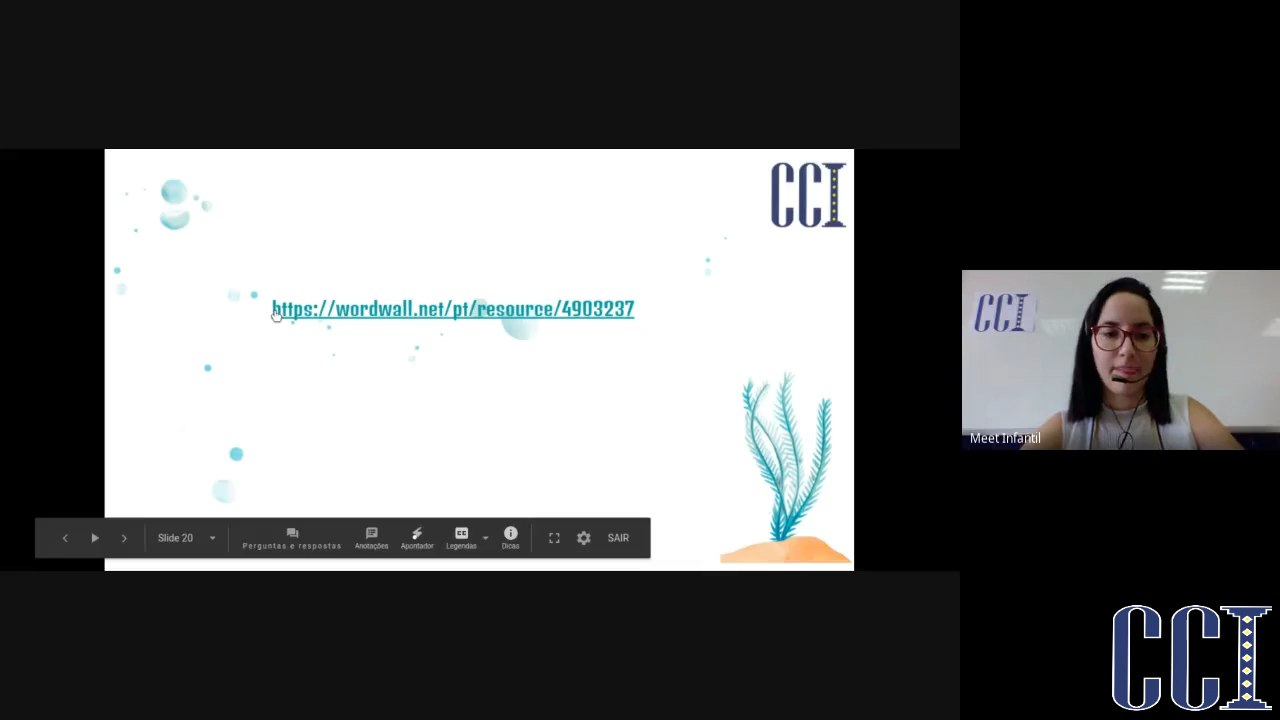 CCI
https://wordwall.net/pt/resource/4903237
CCI
Meet Infantil
Slide 20
Perguntas e respostas
Anotações
Apontador
Legendas
Dicas
SAIR
CCI